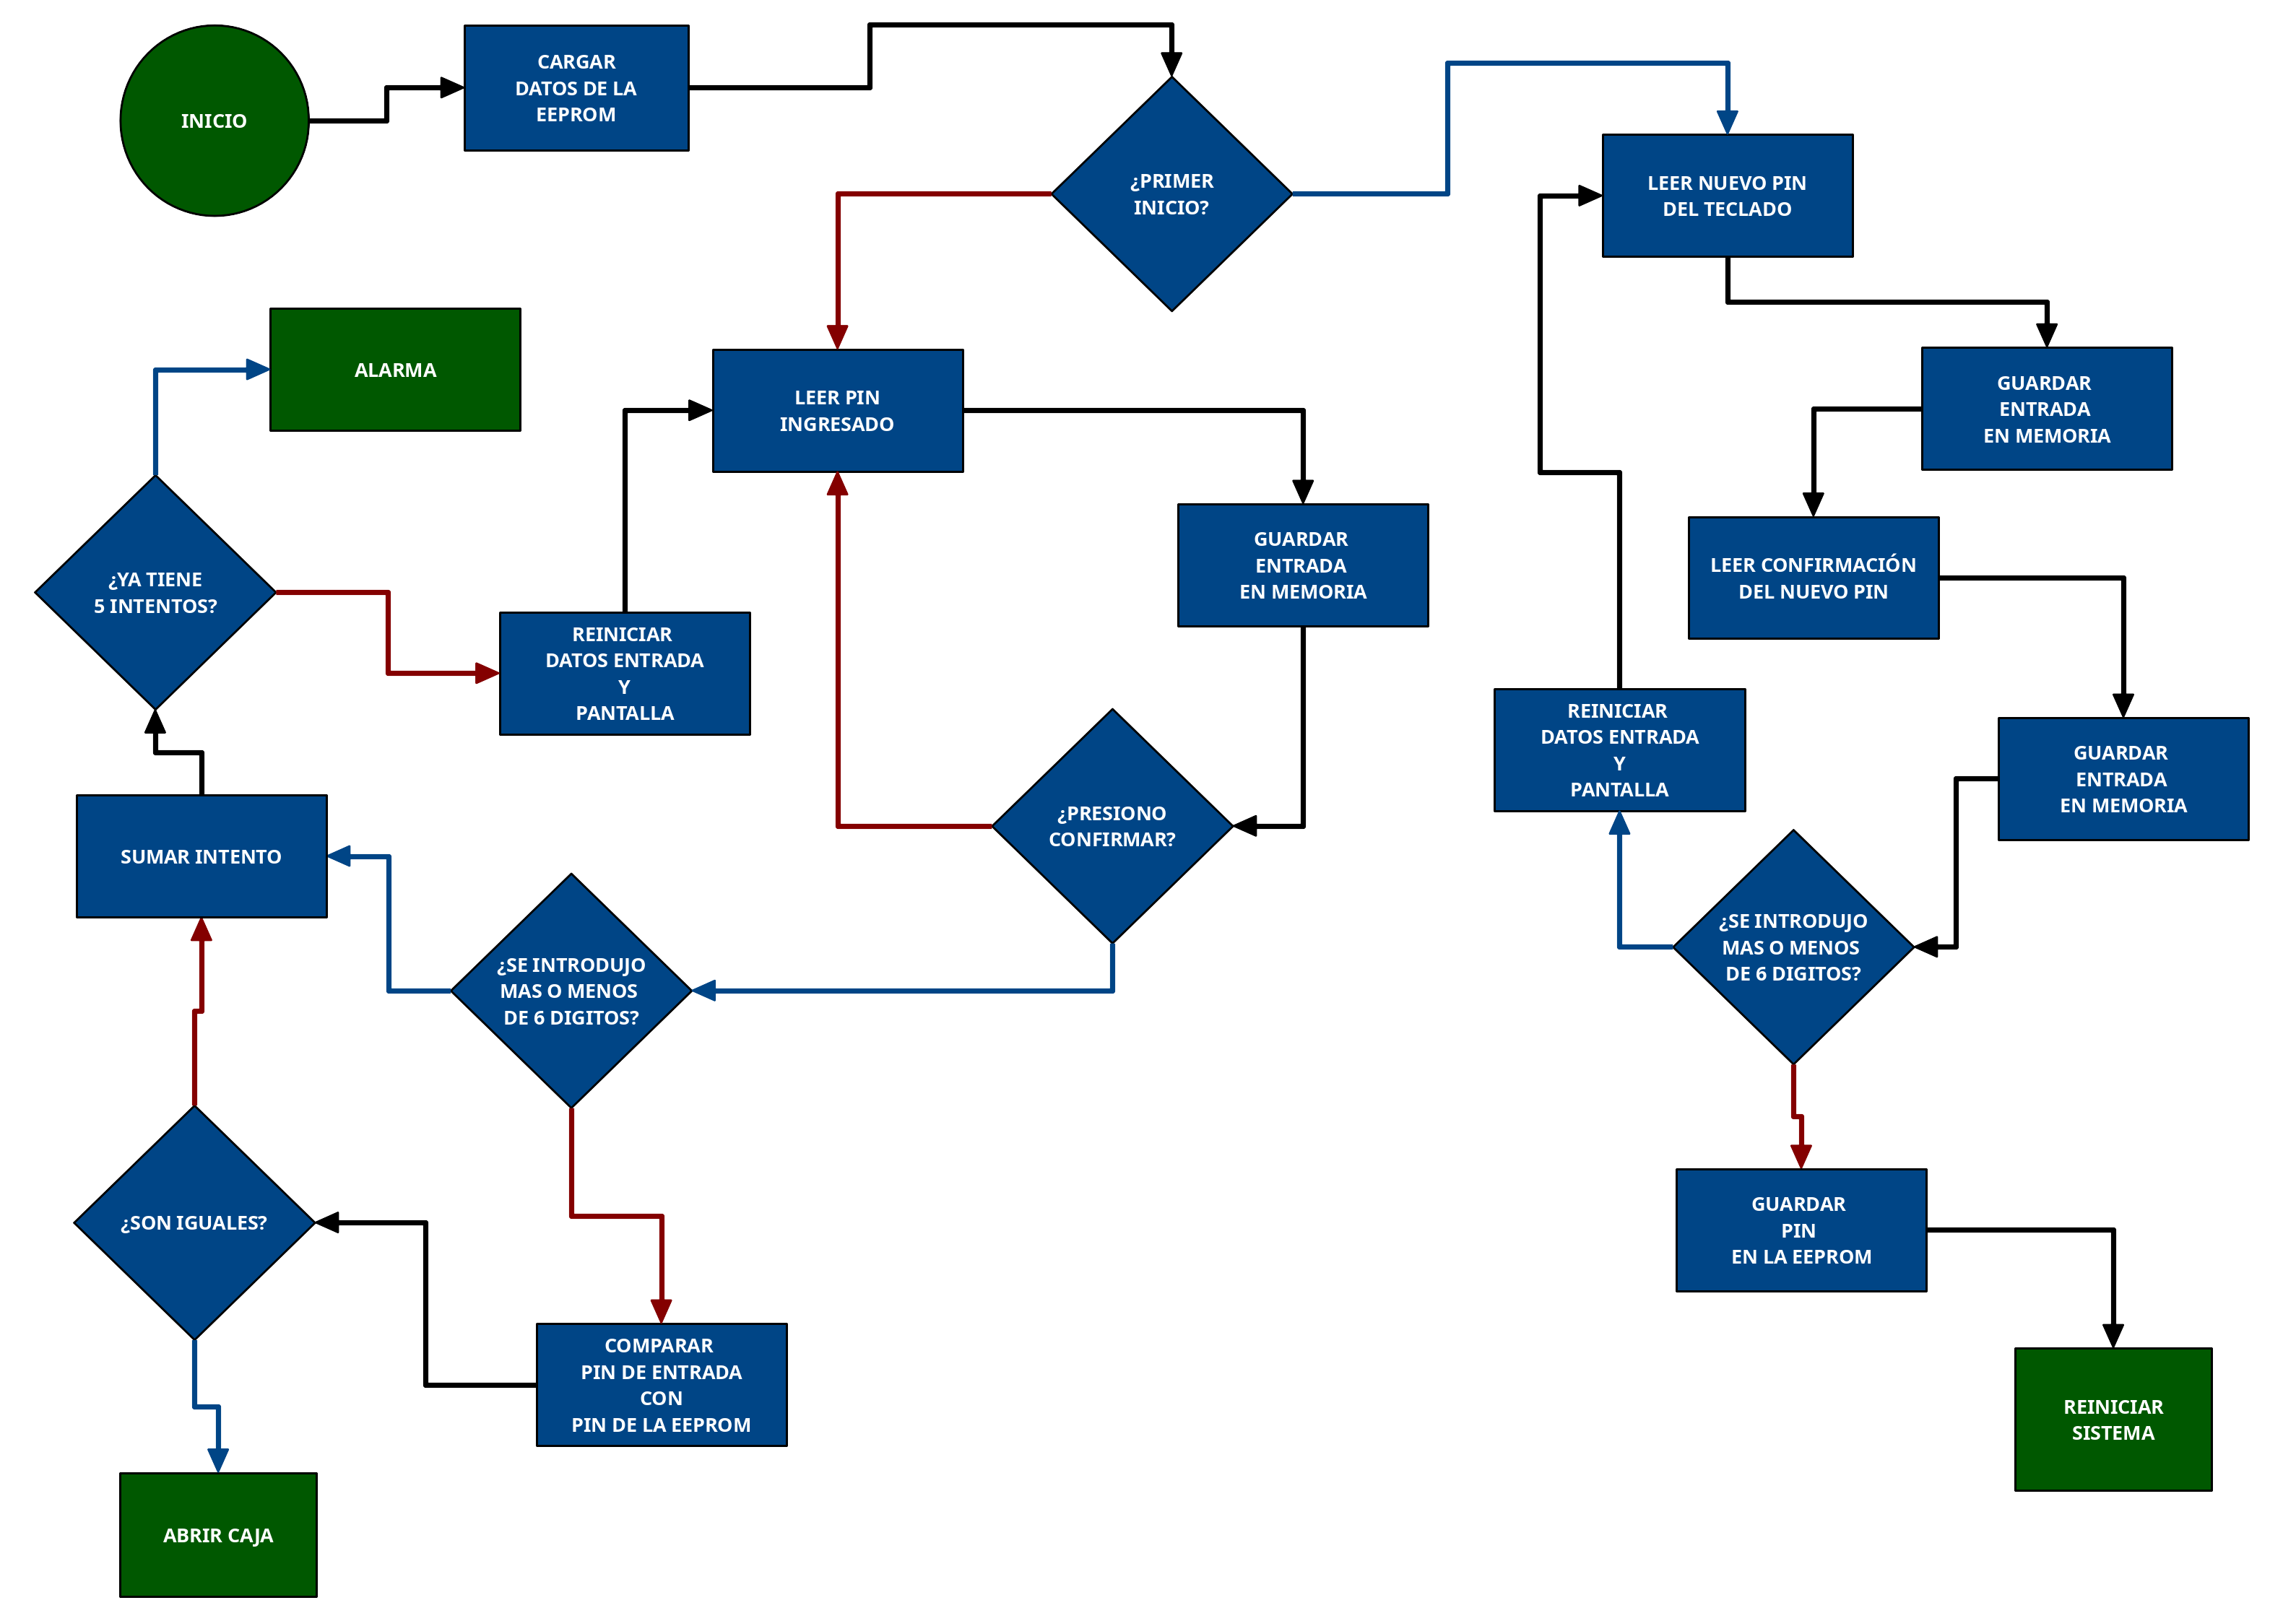 INICIO
CARGAR
DATOS DE LA
EEPROM
¿PRIMER
INICIO?
LEER NUEVO PIN
DEL TECLADO
ALARMA
LEER PIN
INGRESADO
GUARDAR
ENTRADA
EN MEMORIA
GUARDAR
ENTRADA
EN MEMORIA
LEER CONFIRMACIÓN
DEL NUEVO PIN
¿YA TIENE
5 INTENTOS?
REINICIAR
DATOS ENTRADA
Y
PANTALLA
REINICIAR
DATOS ENTRADA
Y
PANTALLA
GUARDAR
ENTRADA
EN MEMORIA
¿PRESIONO
CONFIRMAR?
SUMAR INTENTO
¿SE INTRODUJO
MAS O MENOS
DE 6 DIGITOS?
¿SE INTRODUJO
MAS O MENOS
DE 6 DIGITOS?
¿SON IGUALES?
GUARDAR
PIN
EN LA EEPROM
COMPARAR
PIN DE ENTRADA
CON
PIN DE LA EEPROM
REINICIAR
SISTEMA
ABRIR CAJA